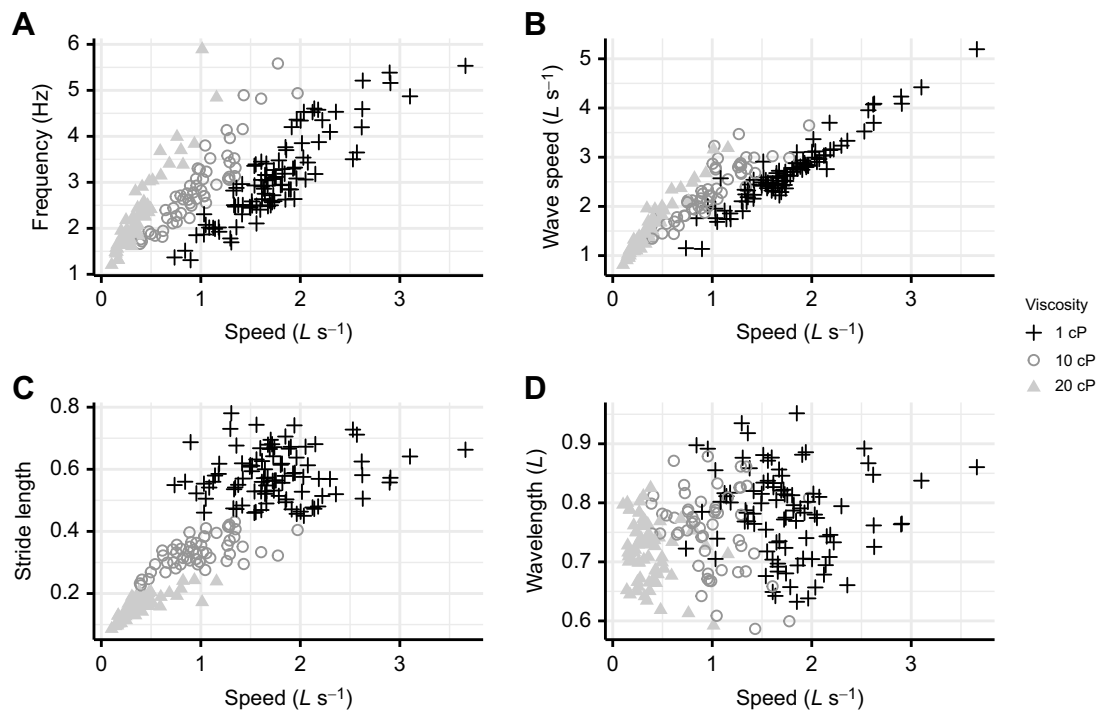 A
Frequency (Hz)
6
5
4
3
2
1
0 1 2 3
Speed (L s⁻¹)
B
Wave speed (L s⁻¹)
5
4
3
2
1
0 1 2 3
Speed (L s⁻¹)
Viscosity
1 cP
10 cP
20 cP
C
Stride length
0.8
0.6
0.4
0.2
0 1 2 3
Speed (L s⁻¹)
D
Wavelength (L)
0.9
0.8
0.7
0.6
0 1 2 3
Speed (L s⁻¹)